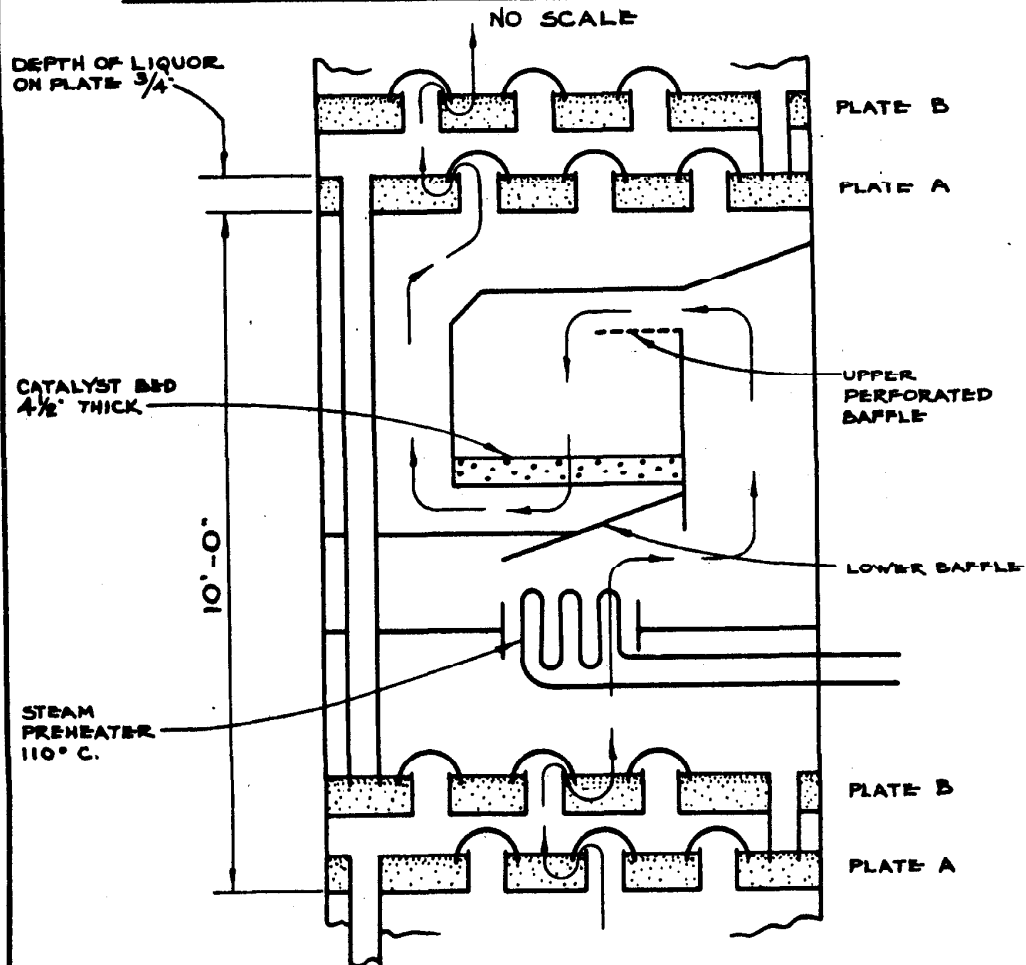 NO SCALE
DEPTH OF LIQUOR
ON PLATE 3/4"
PLATE B
PLATE A
CATALYST BED
4½" THICK
UPPER
PERFORATED
BAFFLE
10'-0"
LOWER BAFFLE
STEAM
PREHEATER
110° C.
PLATE B
PLATE A